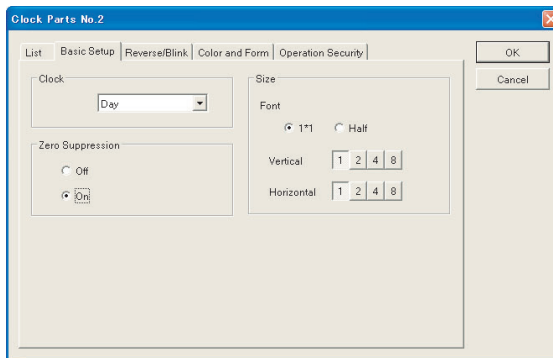 Clock Parts No.2
List Basic Setup Reverse/Blink Color and Form Operation Security
OK
Cancel
Clock
Day
Zero Suppression
Off
On
Size
Font
1*1 Half
Vertical 1 2 4 8
Horizontal 1 2 4 8